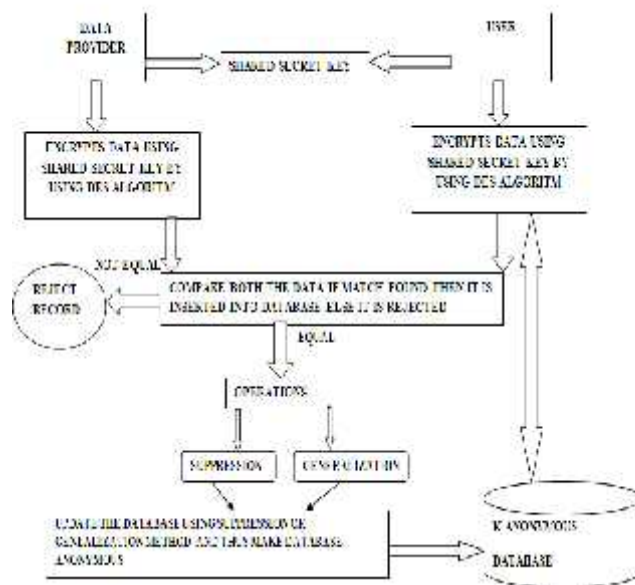 DATA
PROVIDER
USER
SHARED SECRET KEY
ENCRYPTS DATA USING
SHARED SECRET KEY BY
USING DES ALGORITM
ENCRYPTS DATA USING
SHARED SECRET KEY BY
USING DES ALGORITM
NOT EQUAL
REJECT
RECORD
COMPARE BOTH THE DATA IF MATCH FOUND THEN IT IS
INSERTED INTO DATABASE ELSE IT IS REJECTED
EQUAL
OPERATIONS
SUPPRESSION
GENERALIZATION
UPDATE THE DATABASE USING SUPPRESSION OR
METHOD AND THUS MAKE DATABASE
ANONYMOUS
K ANONYMOUS
DATABASE